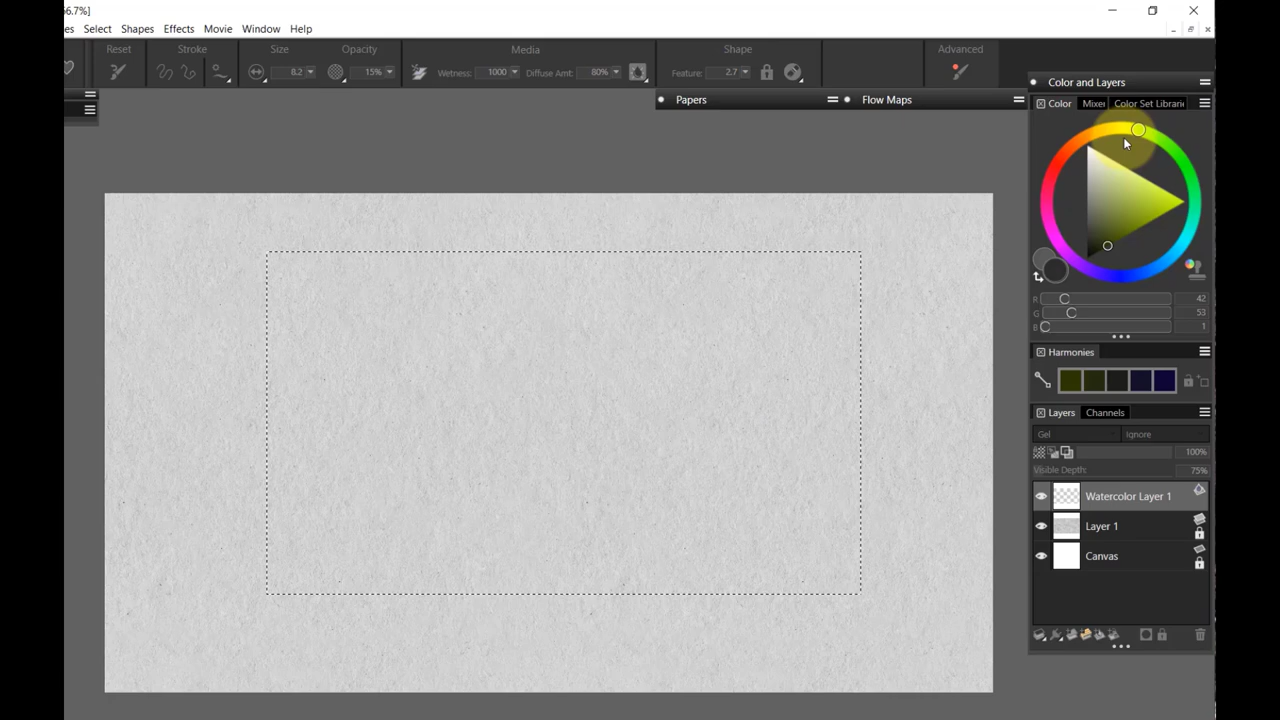 56.7%]
es Select Shapes Effects Movie Window Help
Reset Stroke Size Opacity Media Shape Advanced
8.2 15% Wetness: 1000 Diffuse Amt: 80% Feature: 2.7
Color and Layers
Papers Flow Maps
Color Mixer Color Set Librari
R 42
G 53
B 1
Harmonies
Layers Channels
Gel Ignore
100%
Visible Depth: 75%
Watercolor Layer 1
Layer 1
Canvas